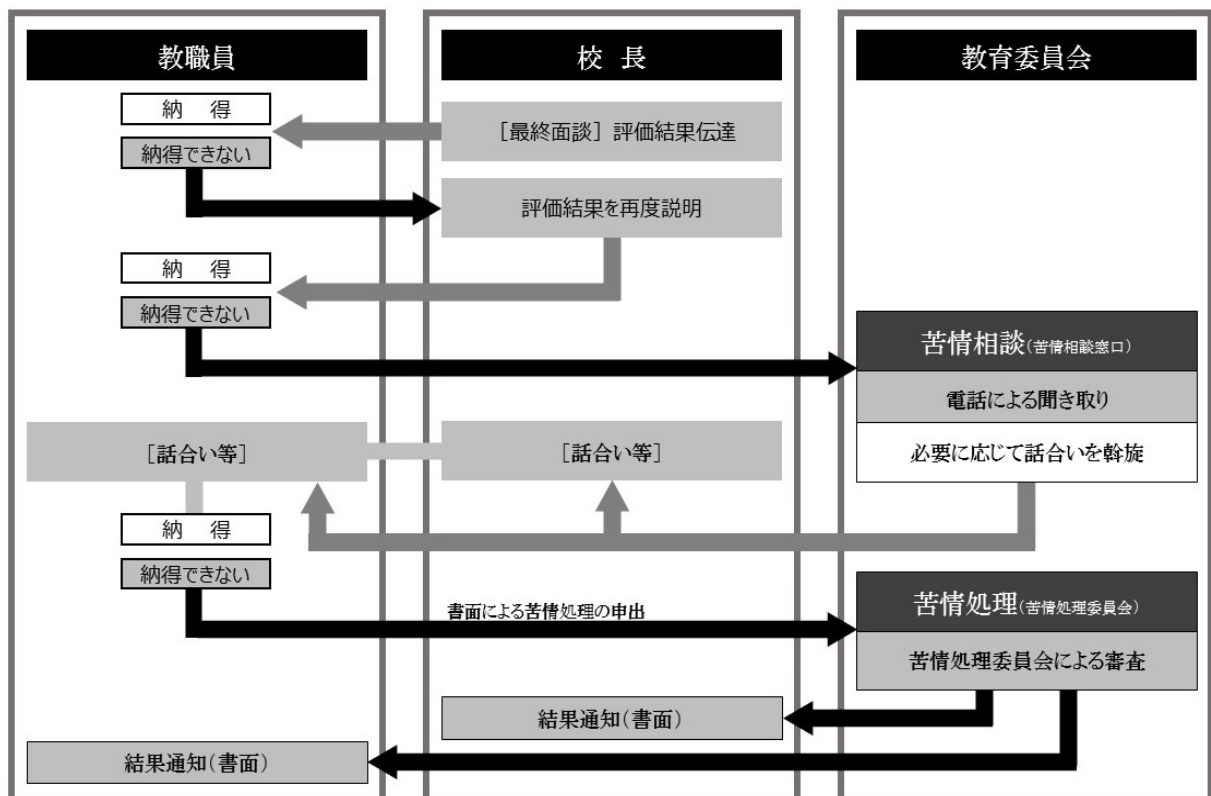 教職員
校 長
教育委員会
納 得
[最終面談] 評価結果伝達
納得できない
評価結果を再度説明
納 得
納得できない
苦情相談(苦情相談窓口)
電話による聞き取り
必要に応じて話合いを斡旋
[話合い等]
[話合い等]
納 得
納得できない
書面による苦情処理の申出
苦情処理(苦情処理委員会)
苦情処理委員会による審査
結果通知(書面)
結果通知(書面)